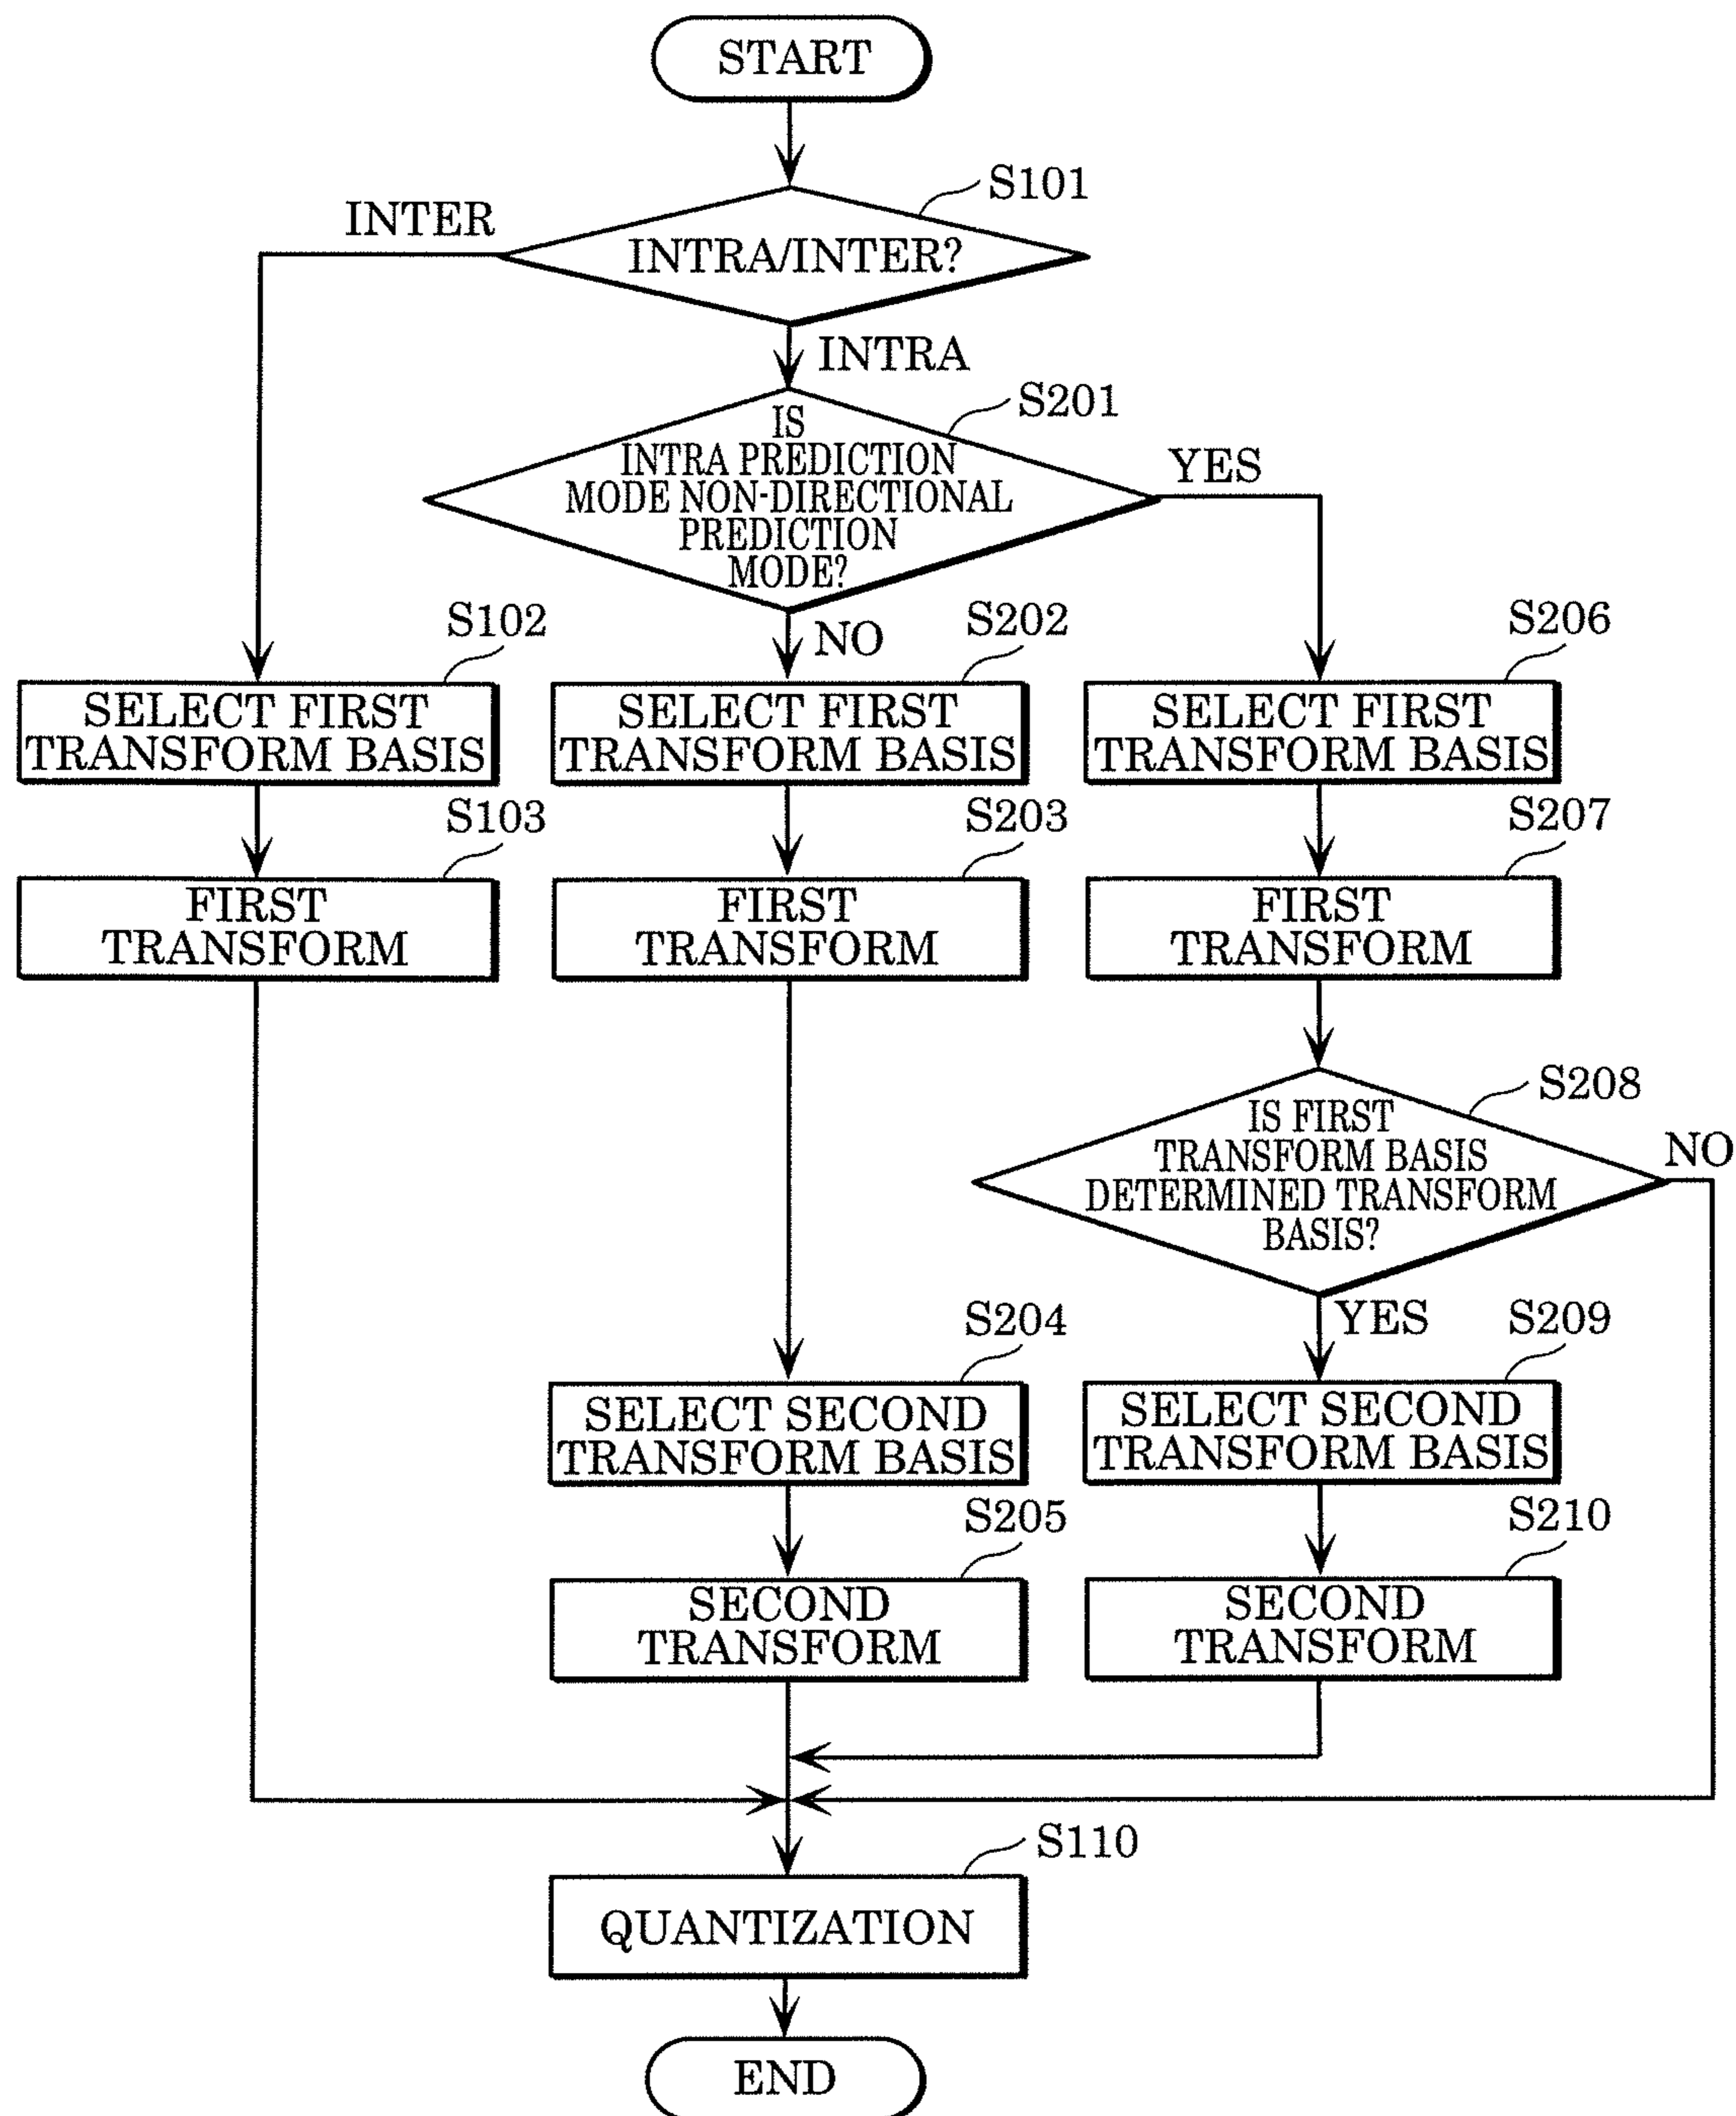 START
S101
INTER
INTRA/INTER?
INTRA
S201
IS
INTRA PREDICTION
MODE NON-DIRECTIONAL
PREDICTION
MODE?
YES
NO
S102
SELECT FIRST
TRANSFORM BASIS
S202
SELECT FIRST
TRANSFORM BASIS
S206
SELECT FIRST
TRANSFORM BASIS
S103
FIRST
TRANSFORM
S203
FIRST
TRANSFORM
S207
FIRST
TRANSFORM
S208
IS FIRST
TRANSFORM BASIS
DETERMINED TRANSFORM
BASIS?
NO
YES
S204
SELECT SECOND
TRANSFORM BASIS
S209
SELECT SECOND
TRANSFORM BASIS
S205
SECOND
TRANSFORM
S210
SECOND
TRANSFORM
S110
QUANTIZATION
END